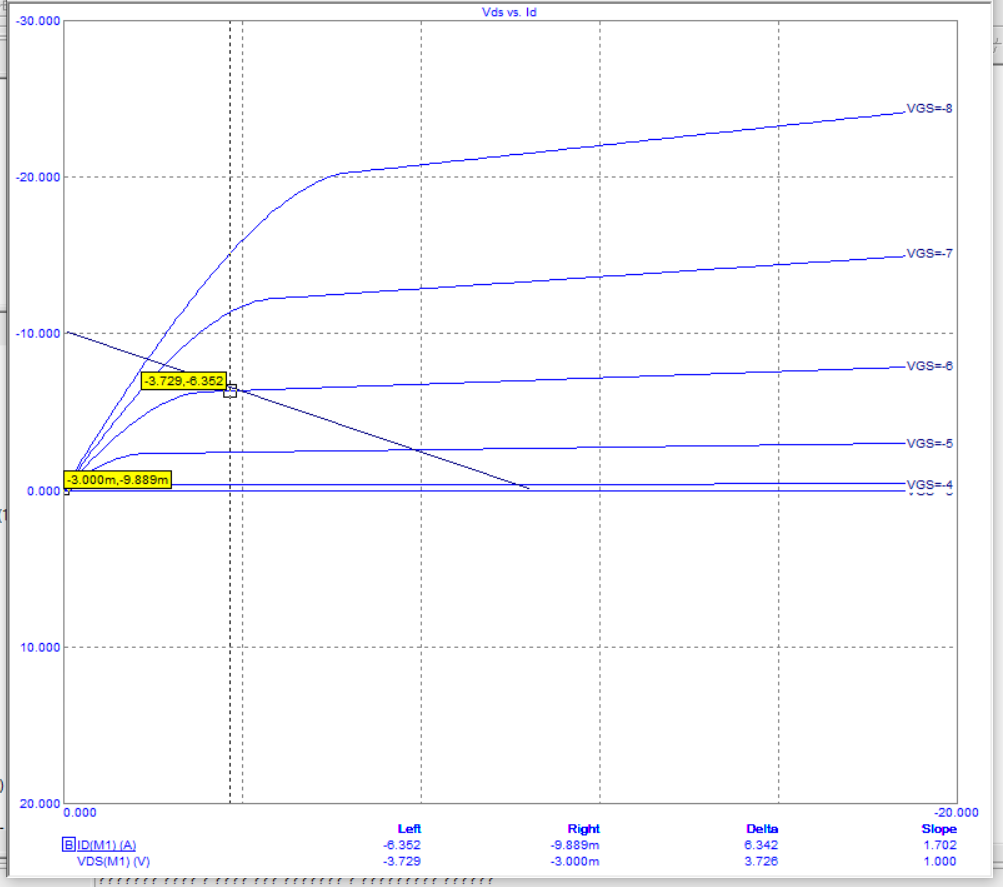 Vds vs. Id
-30.000
VGS=-8
-20.000
VGS=-7
-10.000
VGS=-6
-3.729,-6.352
VGS=-5
-3.000m,-9.889m
VGS=-4
0.000
10.000
20.000
0.000 -20.000
Left Right Delta Slope
B ID(M1) (A) -6.352 -9.889m 6.342 1.702
VDS(M1) (V) -3.729 -3.000m 3.726 1.000